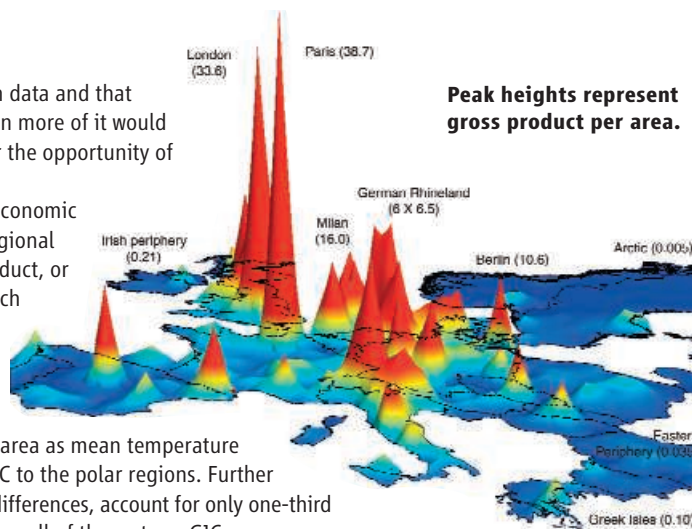 London
(33.6)
Paris (38.7)
Peak heights represent
gross product per area.
German Rhineland
(6 X 6.5)
Milan
(16.0)
Irish periphery
(0.21)
Berlin (10.6)
Arctic (0.005)
Periphery (0.035
Greek Isles (0.10)
data and that
n more of it would
the opportunity of
conomic
gional
duct, or
ch
area as mean temperature
C to the polar regions. Further
differences, account for only one-third